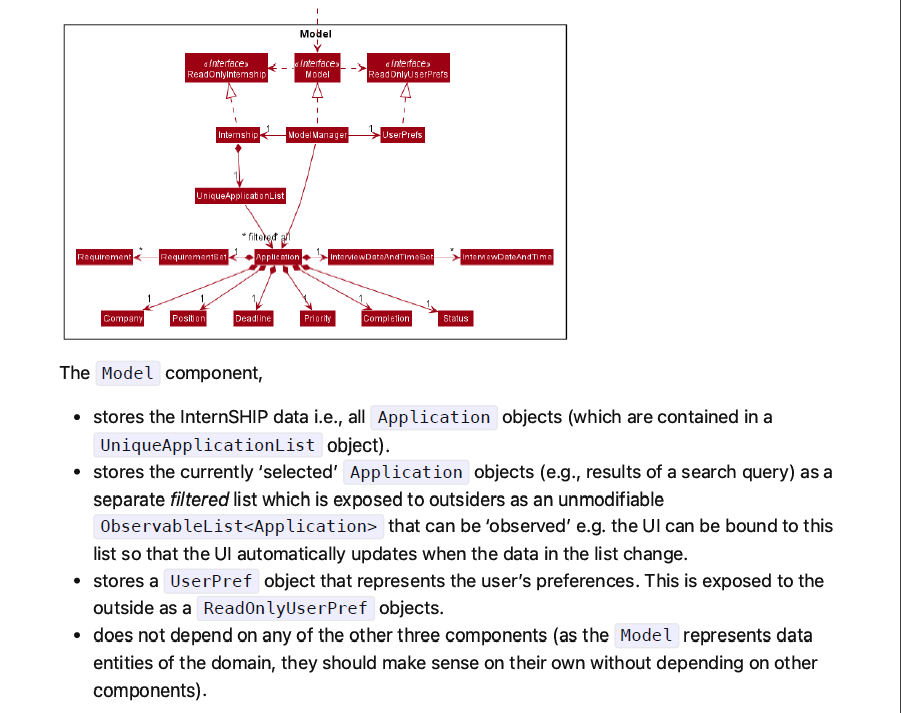 Model
«Interface» «Interface» «Interface»
ReadOnlyInternship Model ReadOnlyUserPrefs
Internship 1 ModelManager 1 UserPrefs
1
UniqueApplicationList
* filtered * all
Requirement * RequirementSet 1 Application 1 InterviewDateAndTimeSet * InterviewDateAndTime
1 1 1 1 1 1
Company Position Deadline Priority Completion Status
The Model component,
• stores the InternSHIP data i.e., all Application objects (which are contained in a
UniqueApplicationList object).
• stores the currently ‘selected’ Application objects (e.g., results of a search query) as a
separate filtered list which is exposed to outsiders as an unmodifiable
ObservableList<Application> that can be ‘observed’ e.g. the UI can be bound to this
list so that the UI automatically updates when the data in the list change.
• stores a UserPref object that represents the user’s preferences. This is exposed to the
outside as a ReadOnlyUserPref objects.
• does not depend on any of the other three components (as the Model represents data
entities of the domain, they should make sense on their own without depending on other
components).